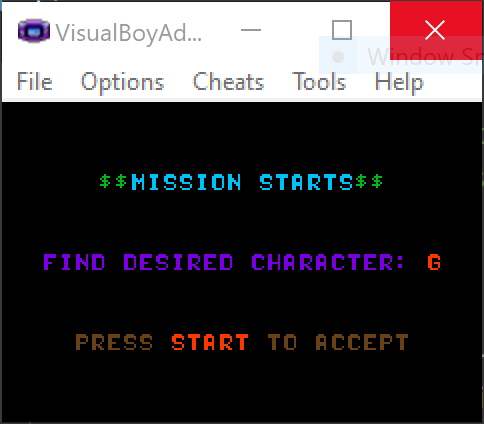 VisualBoyAd...
Window Sn
File Options Cheats Tools Help
$$MISSION STARTS$$
FIND DESIRED CHARACTER: G
PRESS START TO ACCEPT